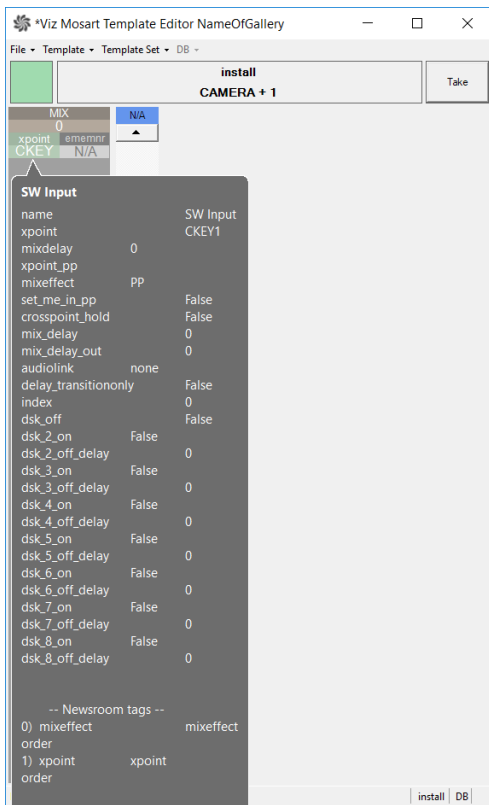 *Viz Mosart Template Editor NameOfGallery
File Template Template Set DB
install
CAMERA + 1
Take
MIX
0
xpoint ememnr
CKEY N/A
N/A
SW Input
name SW Input
xpoint CKEY1
mixdelay 0
xpoint_pp
mixeffect PP
set_me_in_pp False
crosspoint_hold False
mix_delay 0
mix_delay_out 0
audiolink none
delay_transitiononly False
index 0
dsk_off False
dsk_2_on False
dsk_2_off_delay 0
dsk_3_on False
dsk_3_off_delay 0
dsk_4_on False
dsk_4_off_delay 0
dsk_5_on False
dsk_5_off_delay 0
dsk_6_on False
dsk_6_off_delay 0
dsk_7_on False
dsk_7_off_delay 0
dsk_8_on False
dsk_8_off_delay 0
-- Newsroom tags --
0) mixeffect mixeffect
order
1) xpoint xpoint
order
install DB